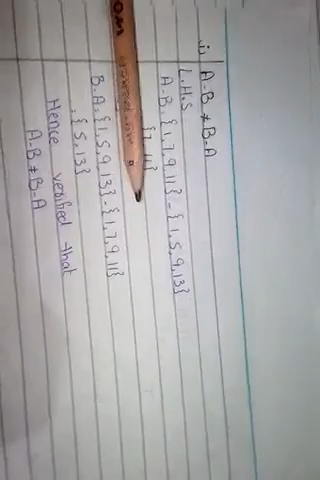 i) A-B ≠ B-A
L.H.S
A-B = {1,7,9,11} - {1,5,9,13}
{7,11}
B-A = {1,5,9,13} - {1,7,9,11}
= {5,13}
Hence verified that
A-B ≠ B-A